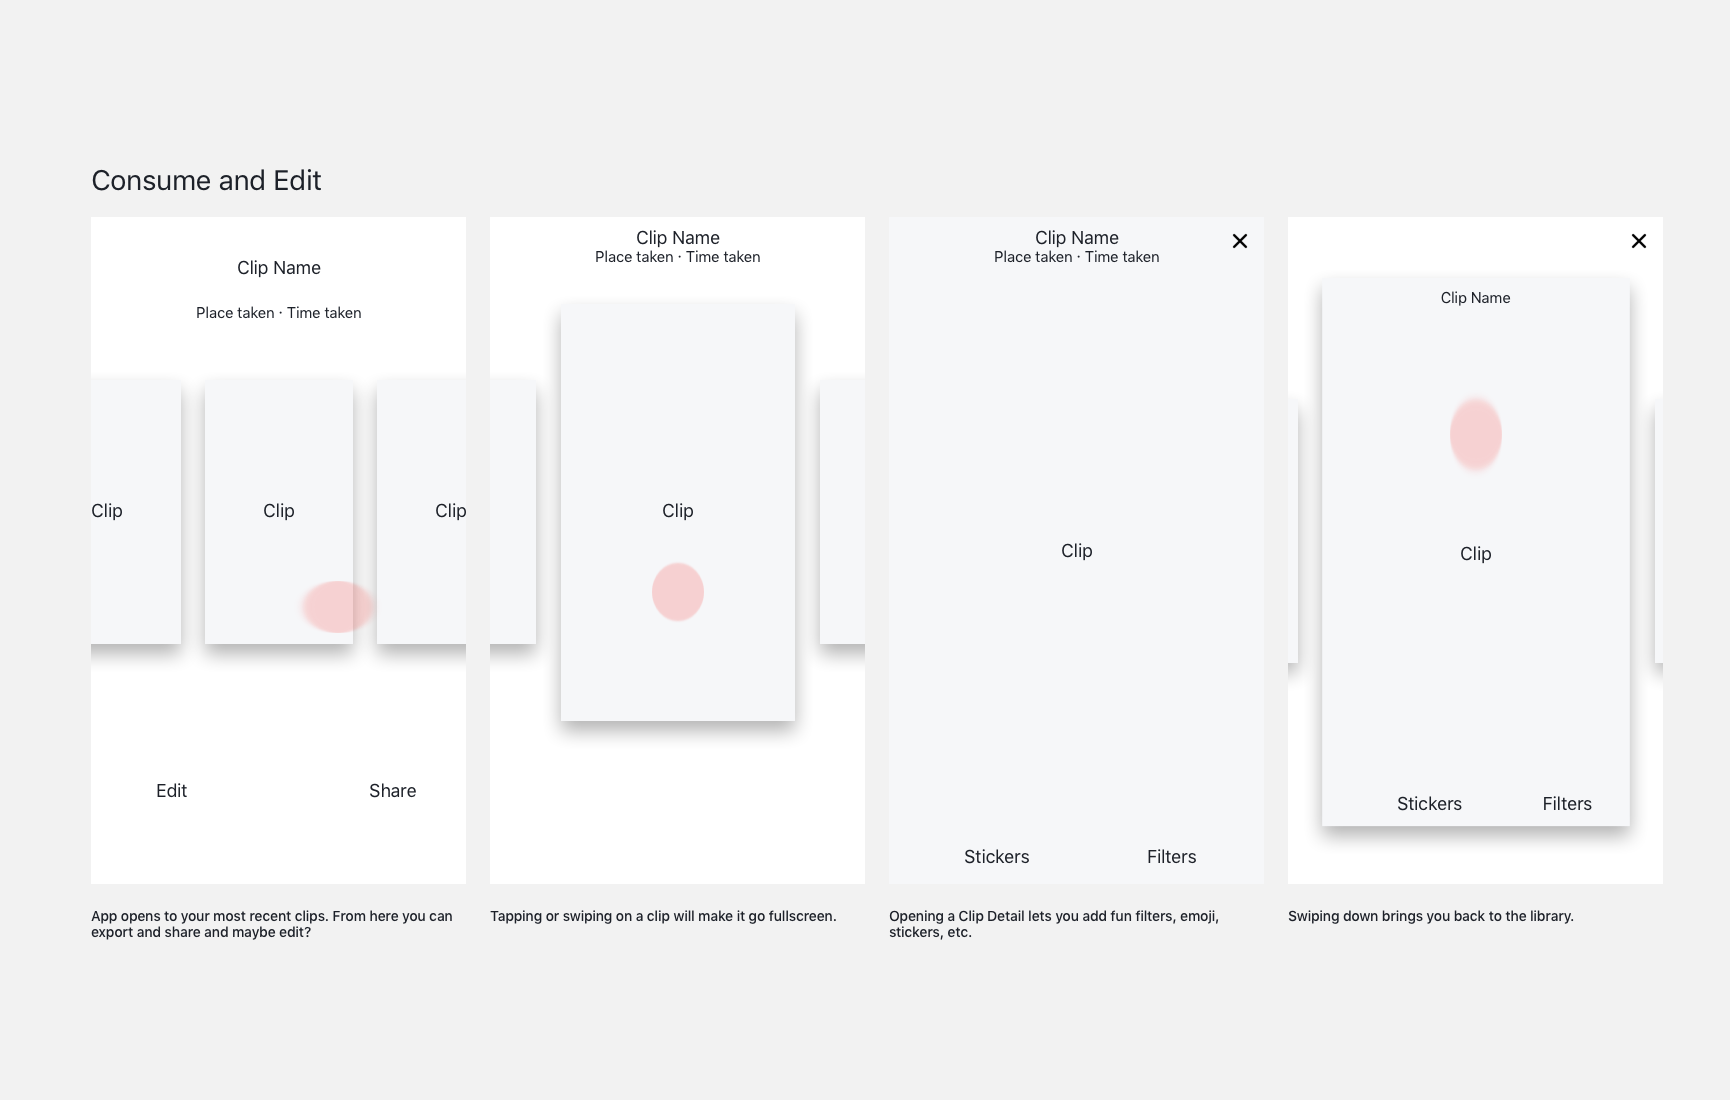 Consume and Edit
Clip Name
Place taken · Time taken
Clip
Clip
Clip
Edit
Share
App opens to your most recent clips. From here you can
export and share and maybe edit?
Clip Name
Place taken · Time taken
Clip
Tapping or swiping on a clip will make it go fullscreen.
Clip Name
Place taken · Time taken
Clip
Stickers
Filters
Opening a Clip Detail lets you add fun filters, emoji,
stickers, etc.
Clip Name
Clip
Stickers
Filters
Swiping down brings you back to the library.